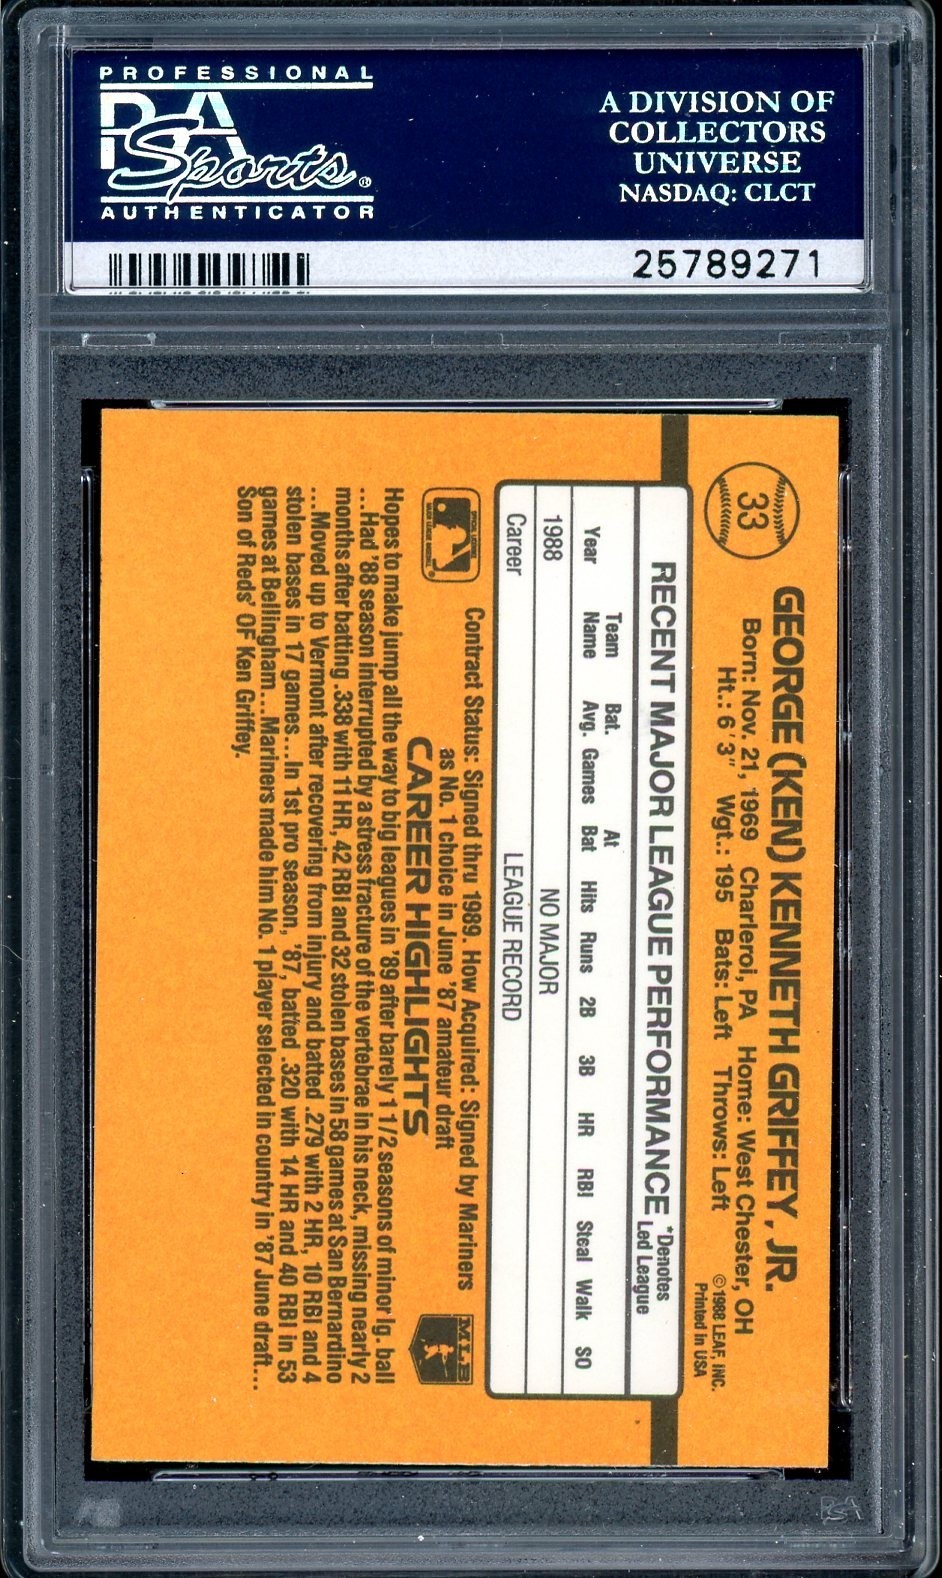 PROFESSIONAL
PSA
Sports®
AUTHENTICATOR
A DIVISION OF
COLLECTORS
UNIVERSE
NASDAQ: CLCT
25789271
33
GEORGE (KEN) KENNETH GRIFFEY, JR.
Born: Nov. 21, 1969 Charleroi, PA Home: West Chester, OH
Ht.: 6'3" Wgt.: 195 Bats: Left Throws: Left
©1988 LEAF, INC.
Printed in USA
RECENT MAJOR LEAGUE PERFORMANCE
*Denotes
Led League
Year Team Name Bat. Avg. Games At Bat Hits Runs 2B 3B HR RBI Steal Walk SO
1988 NO MAJOR
Career LEAGUE RECORD
Contract Status: Signed thru 1989. How Acquired: Signed by Mariners
as No. 1 choice in June '87 amateur draft
MLB
CAREER HIGHLIGHTS
Hopes to make jump all the way to big leagues in '89 after barely 1 1/2 seasons of minor lg. ball
...Had '88 season interrupted by a stress fracture of the vertebrae in his neck, missing nearly 2
months after batting .338 with 11 HR, 42 RBI and 32 stolen bases in 58 games at San Bernardino
...Moved up to Vermont after recovering from injury and batted .279 with 2 HR, 10 RBI and 4
stolen bases in 17 games...In 1st pro season, '87, batted .320 with 14 HR and 40 RBI in 53
games at Bellingham....Mariners made him No. 1 player selected in country in '87 June draft...
Son of Reds' OF Ken Griffey.
PSA